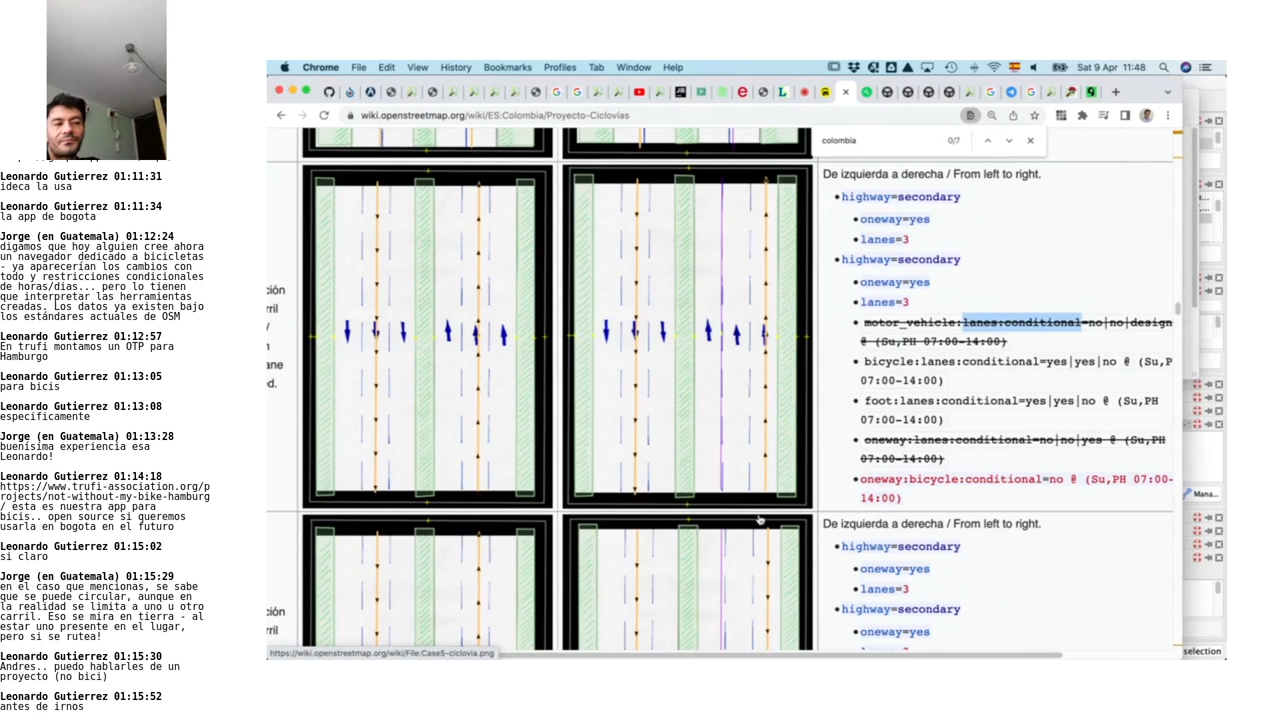 Leonardo Gutierrez 01:11:31
ideca la usa
Leonardo Gutierrez 01:11:34
la app de bogota
Jorge (en Guatemala) 01:12:24
digamos que hoy alguien cree ahora
un navegador dedicado a bicicletas
- ya aparecerían los cambios con
todo y restricciones condicionales
de horas/dias... pero lo tienen
que interpretar las herramientas
creadas. Los datos ya existen bajo
los estándares actuales de OSM
Leonardo Gutierrez 01:12:57
En trufi montamos un OTP para
Hamburgo
Leonardo Gutierrez 01:13:05
para bicis
Leonardo Gutierrez 01:13:08
especificamente
Jorge (en Guatemala) 01:13:28
buenísima experiencia esa
Leonardo!
Leonardo Gutierrez 01:14:18
https://www.trufi-association.org/p
rojects/not-without-my-bike-hamburg
/ esta es nuestra app para
bicis.. open source si queremos
usarla en bogota en el futuro
Leonardo Gutierrez 01:15:02
si claro
Jorge (en Guatemala) 01:15:29
en el caso que mencionas, se sabe
que se puede circular, aunque en
la realidad se limita a uno u otro
carril. Eso se mira en tierra - al
estar uno presente en el lugar,
pero si se rutea!
Leonardo Gutierrez 01:15:30
Andres.. puedo hablarles de un
proyecto (no bici)
Leonardo Gutierrez 01:15:52
antes de irnos
Chrome File Edit View History Bookmarks Profiles Tab Window Help
Sat 9 Apr 11:48
wiki.openstreetmap.org/wiki/ES:Colombia/Proyecto-Ciclovías
colombia 0/7
ción
rril
/
n
ane
ed.
De izquierda a derecha / From left to right.
highway=secondary
oneway=yes
lanes=3
highway=secondary
oneway=yes
lanes=3
motor_vehicle:lanes:conditional=no|no|design
@ (Su,PH 07:00-14:00)
bicycle:lanes:conditional=yes|yes|no @ (Su,P
07:00-14:00)
foot:lanes:conditional=yes|yes|no @ (Su,PH
07:00-14:00)
oneway:lanes:conditional=no|no|yes @ (Su,PH
07:00-14:00)
oneway:bicycle:conditional=no @ (Su,PH 07:00-
14:00)
ción
rril
De izquierda a derecha / From left to right.
highway=secondary
oneway=yes
lanes=3
highway=secondary
oneway=yes
https://wiki.openstreetmap.org/wiki/File:Case5-ciclovia.png
Mana...
selection